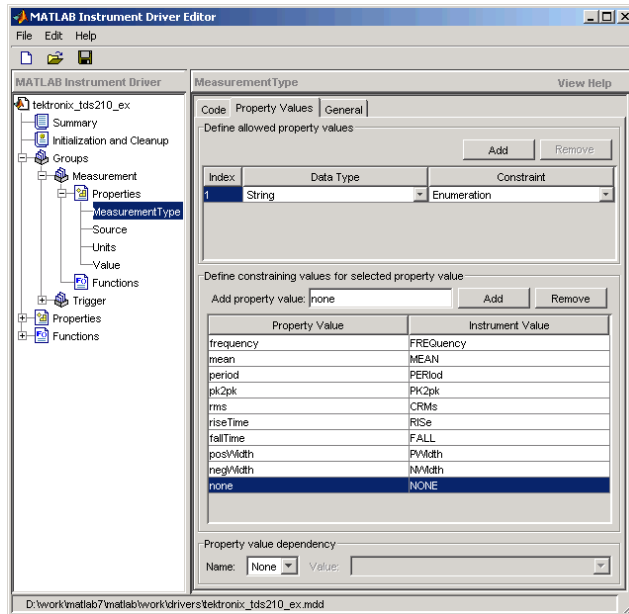 MATLAB Instrument Driver Editor
File Edit Help
MATLAB Instrument Driver
MeasurementType View Help
tektronix_tds210_ex
Summary
Initialization and Cleanup
Groups
Measurement
Properties
MeasurementType
Source
Units
Value
Functions
Trigger
Properties
Functions
Code Property Values General
Define allowed property values
Add Remove
Index Data Type Constraint
1 String Enumeration
Define constraining values for selected property value
Add property value: none Add Remove
Property Value Instrument Value
frequency FREQuency
mean MEAN
period PERIod
pk2pk PK2pk
rms CRMs
riseTime RISe
fallTime FALL
posWidth PWidth
negWidth NWidth
none NONE
Property value dependency
Name: None Value:
D:\work\matlab7\matlab\work\drivers\tektronix_tds210_ex.mdd